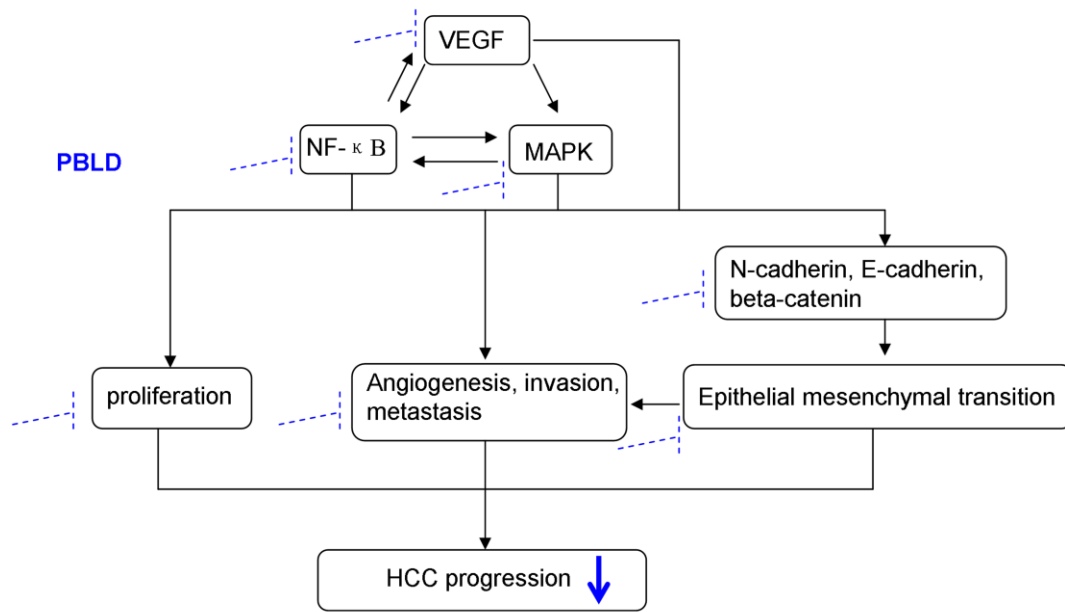 VEGF
NF-κB
MAPK
PBLD
N-cadherin, E-cadherin,
beta-catenin
proliferation
Angiogenesis, invasion,
metastasis
Epithelial mesenchymal transition
HCC progression